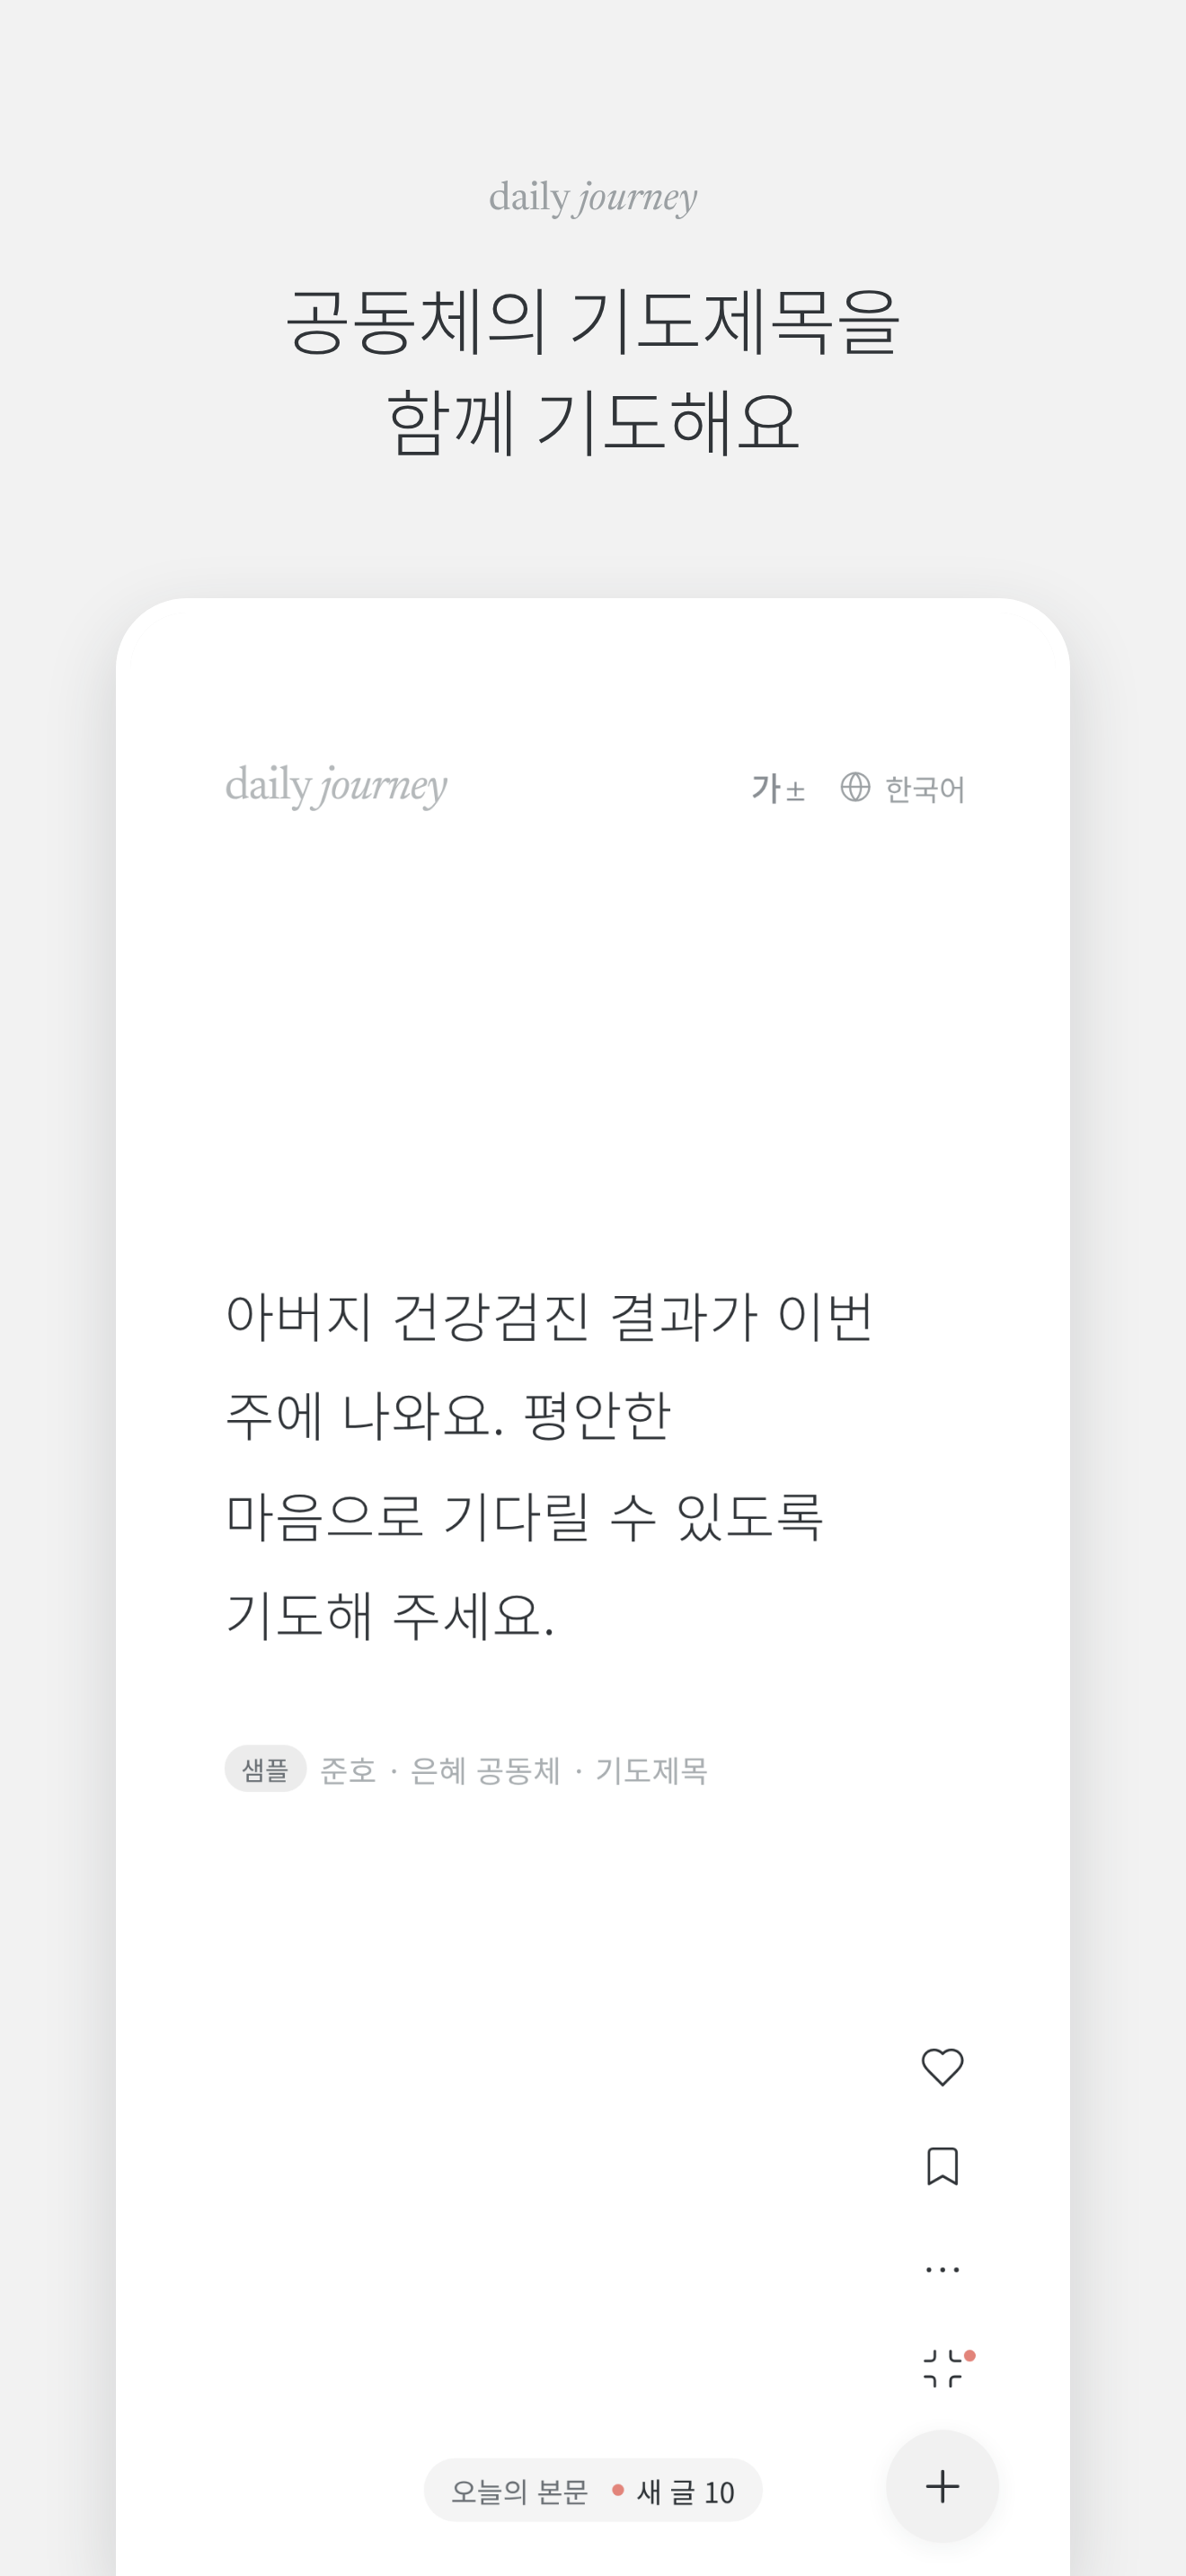 daily journey
공동체의 기도제목을
함께 기도해요
daily journey
가± 한국어
아버지 건강검진 결과가 이번
주에 나와요. 평안한
마음으로 기다릴 수 있도록
기도해 주세요.
샘플 준호 · 은혜 공동체 · 기도제목
오늘의 본문 새 글 10